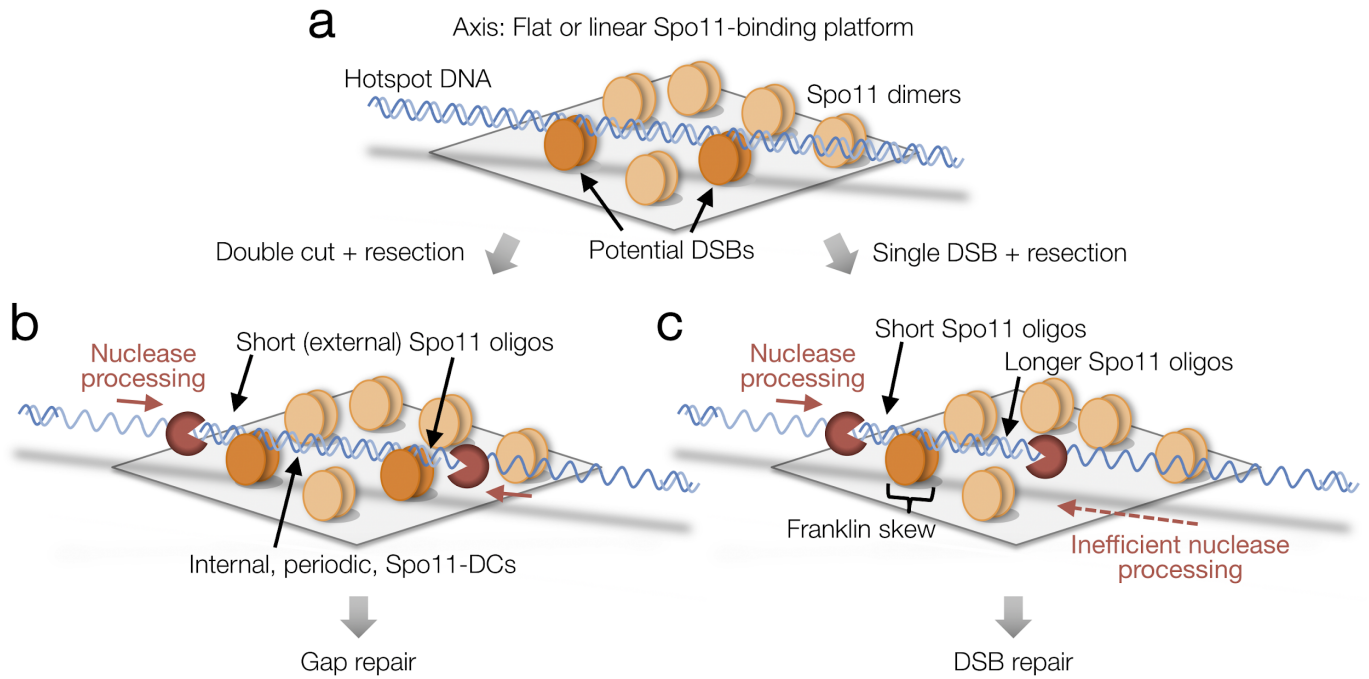 a
Axis: Flat or linear Spo11-binding platform
Hotspot DNA
Spo11 dimers
Potential DSBs
Double cut + resection
Single DSB + resection
b
Nuclease
processing
Short (external) Spo11 oligos
Internal, periodic, Spo11-DCs
Gap repair
c
Nuclease
processing
Short Spo11 oligos
Longer Spo11 oligos
Franklin skew
Inefficient nuclease
processing
DSB repair